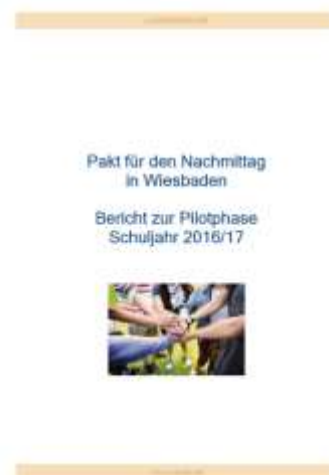 Pakt für den Nachmittag
in Wiesbaden
Bericht zur Pilotphase
Schuljahr 2016/17